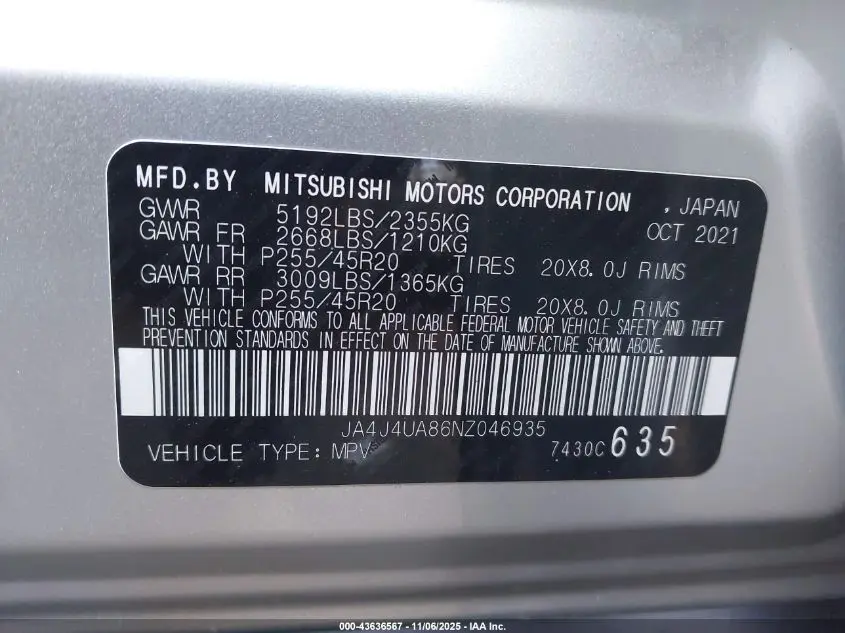 MFD.BY MITSUBISHI MOTORS CORPORATION , JAPAN
GVWR 5192LBS/2355KG OCT 2021
GAWR FR 2668LBS/1210KG
WITH P255/45R20 TIRES 20X8.0J RIMS
GAWR RR 3009LBS/1365KG
WITH P255/45R20 TIRES 20X8.0J RIMS
THIS VEHICLE CONFORMS TO ALL APPLICABLE FEDERAL MOTOR VEHICLE SAFETY AND THEFT
PREVENTION STANDARDS IN EFFECT ON THE DATE OF MANUFACTURE SHOWN ABOVE.
JA4J4UA86NZ046935
VEHICLE TYPE: MPV 7430C 635
000-43636567 - 11/06/2025 - IAA Inc.